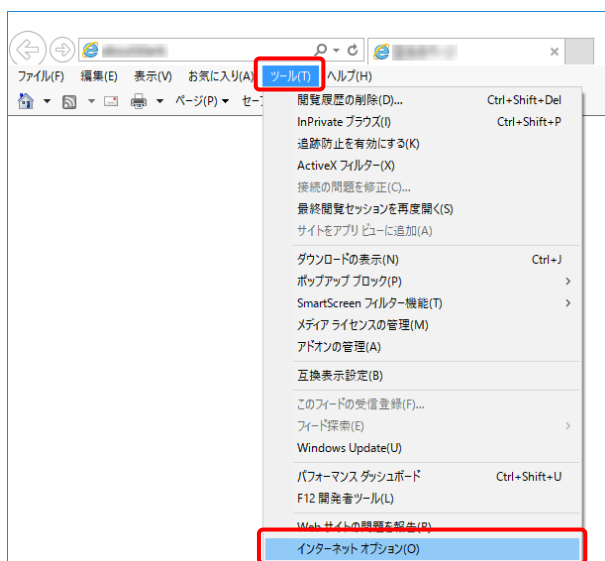 ファイル(F) 編集(E) 表示(V) お気に入り(A) ツール(T) ヘルプ(H)
ページ(P) セー
閲覧履歴の削除(D)... Ctrl+Shift+Del
InPrivate ブラウズ(I) Ctrl+Shift+P
追跡防止を有効にする(K)
ActiveX フィルター(X)
接続の問題を修正(C)...
最終閲覧セッションを再度開く(S)
サイトをアプリ ビューに追加(A)
ダウンロードの表示(N) Ctrl+J
ポップアップ ブロック(P)
SmartScreen フィルター機能(T)
メディア ライセンスの管理(M)
アドオンの管理(A)
互換表示設定(B)
このフィードの受信登録(F)...
フィード探索(E)
Windows Update(U)
パフォーマンス ダッシュボード Ctrl+Shift+U
F12 開発者ツール(L)
Web サイトの問題を報告(R)
インターネット オプション(O)